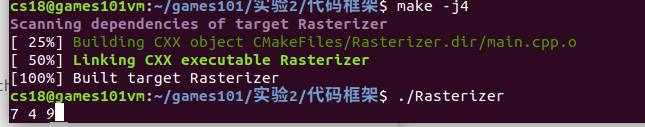 cs18@games101vm:~/games101/实验2/代码框架$ make -j4
Scanning dependencies of target Rasterizer
[ 25%] Building CXX object CMakeFiles/Rasterizer.dir/main.cpp.o
[ 50%] Linking CXX executable Rasterizer
[100%] Built target Rasterizer
cs18@games101vm:~/games101/实验2/代码框架$ ./Rasterizer
7 4 9